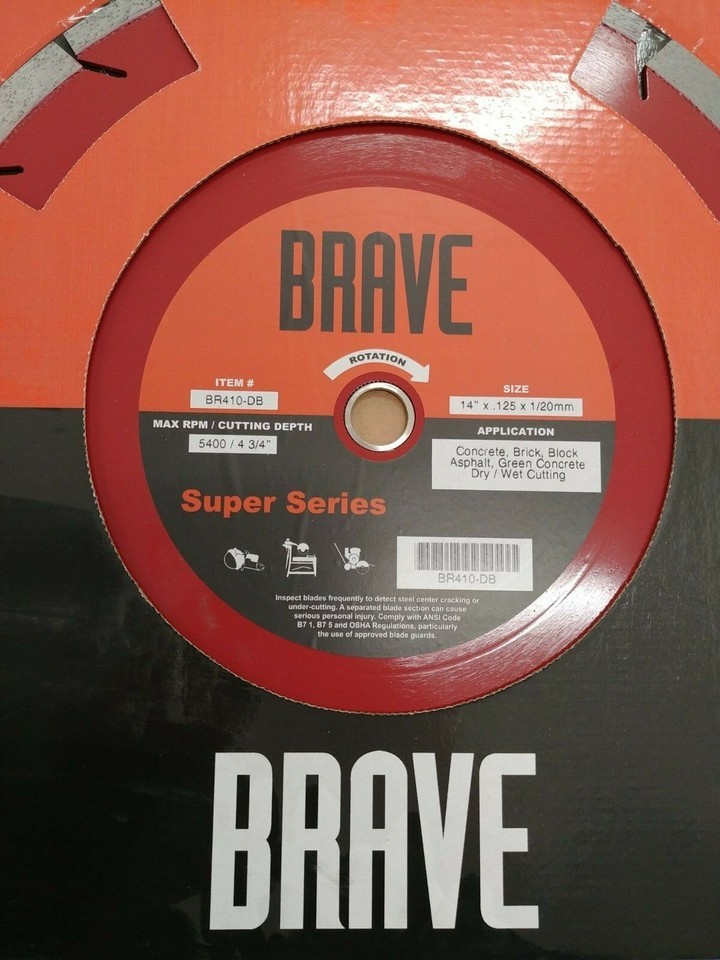 BRAVE
ROTATION
ITEM #
BR410-DB
SIZE
14" x .125 x 1/20mm
MAX RPM / CUTTING DEPTH
5400 / 4 3/4"
APPLICATION
Concrete, Brick, Block
Asphalt, Green Concrete
Dry / Wet Cutting
Super Series
BR410-DB
Inspect blades frequently to detect steel center cracking or
under-cutting. A separated blade section can cause
serious personal injury. Comply with ANSI Code
B7 1, B7 5 and OSHA Regulations, particularly
the use of approved blade guards.
BRAVE